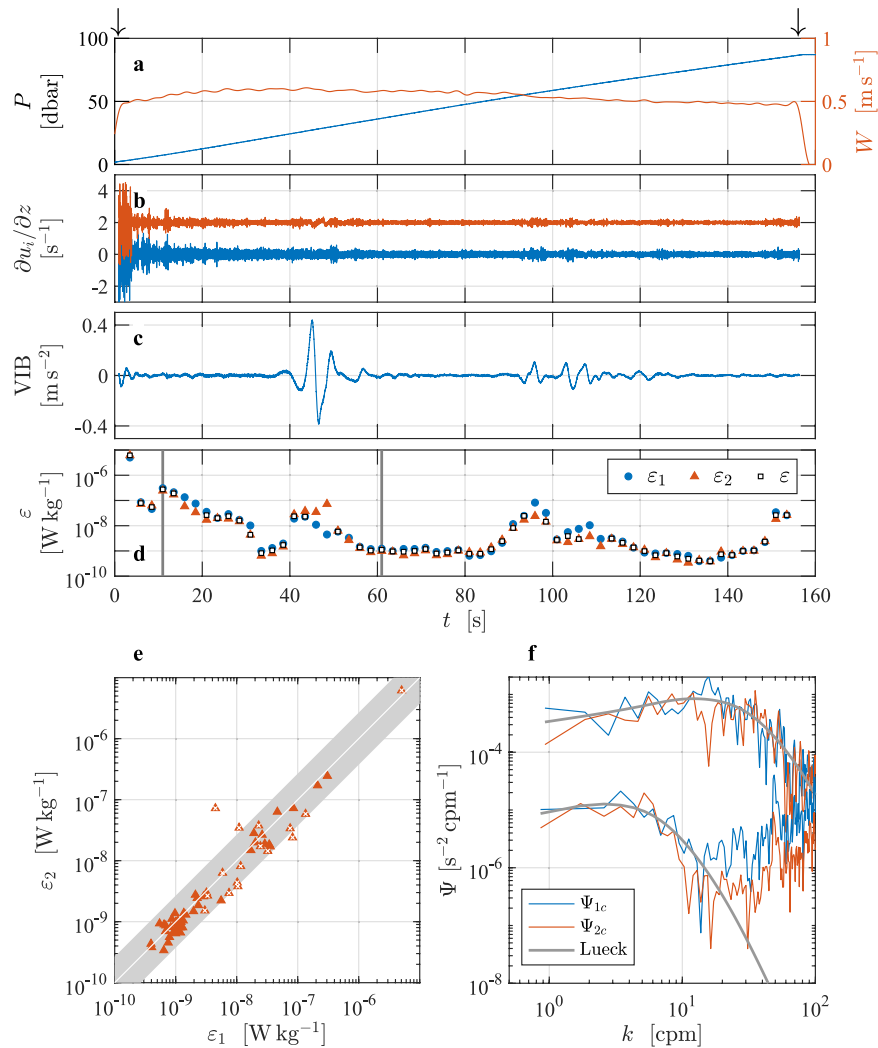 a
100
50
0
P
[dbar]
1
0.5
0
W [m s⁻¹]
b
4
2
0
-2
∂uᵢ/∂z
[s⁻¹]
c
0.4
0
-0.4
VIB
[m s⁻²]
d
10⁻⁶
10⁻⁸
10⁻¹⁰
ε
[W kg⁻¹]
ε₁ ε₂ ε
0 20 40 60 80 100 120 140 160
t [s]
e
10⁻⁶
10⁻⁷
10⁻⁸
10⁻⁹
10⁻¹⁰
ε₂ [W kg⁻¹]
10⁻¹⁰ 10⁻⁹ 10⁻⁸ 10⁻⁷ 10⁻⁶
ε₁ [W kg⁻¹]
f
10⁻⁴
10⁻⁶
10⁻⁸
Ψ [s⁻² cpm⁻¹]
Ψ₁c
Ψ₂c
Lueck
10⁰ 10¹ 10²
k [cpm]